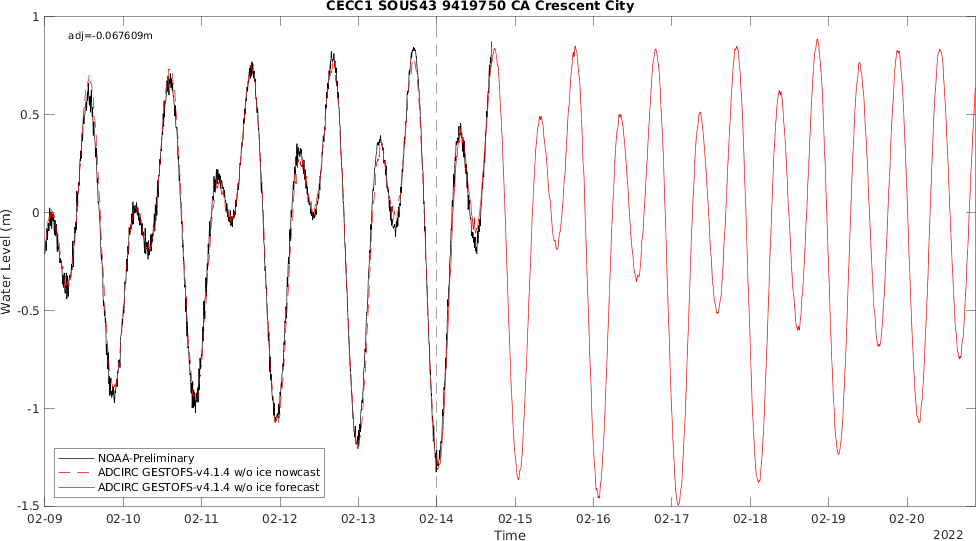 CECC1 SOUS43 9419750 CA Crescent City
adj=-0.067609m
1
0.5
0
-0.5
-1
-1.5
Water Level (m)
NOAA-Preliminary
ADCIRC GESTOFS-v4.1.4 w/o ice nowcast
ADCIRC GESTOFS-v4.1.4 w/o ice forecast
02-09 02-10 02-11 02-12 02-13 02-14 02-15 02-16 02-17 02-18 02-19 02-20
Time
2022